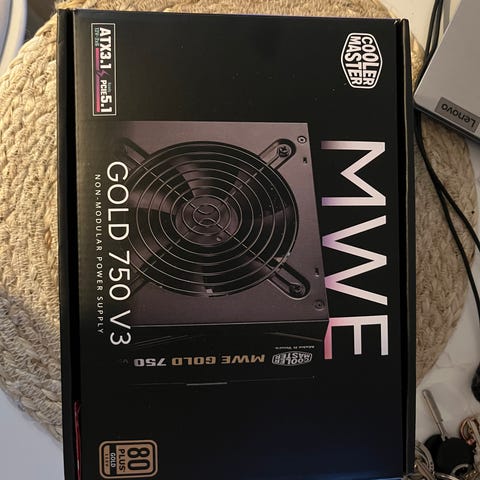 COOLER
MASTER
ATX3.1
PCIE5.1
MWE
GOLD 750 V3
NON-MODULAR POWER SUPPLY
MWE GOLD 750
COOLER
MASTER
80
PLUS
GOLD
Lenovo